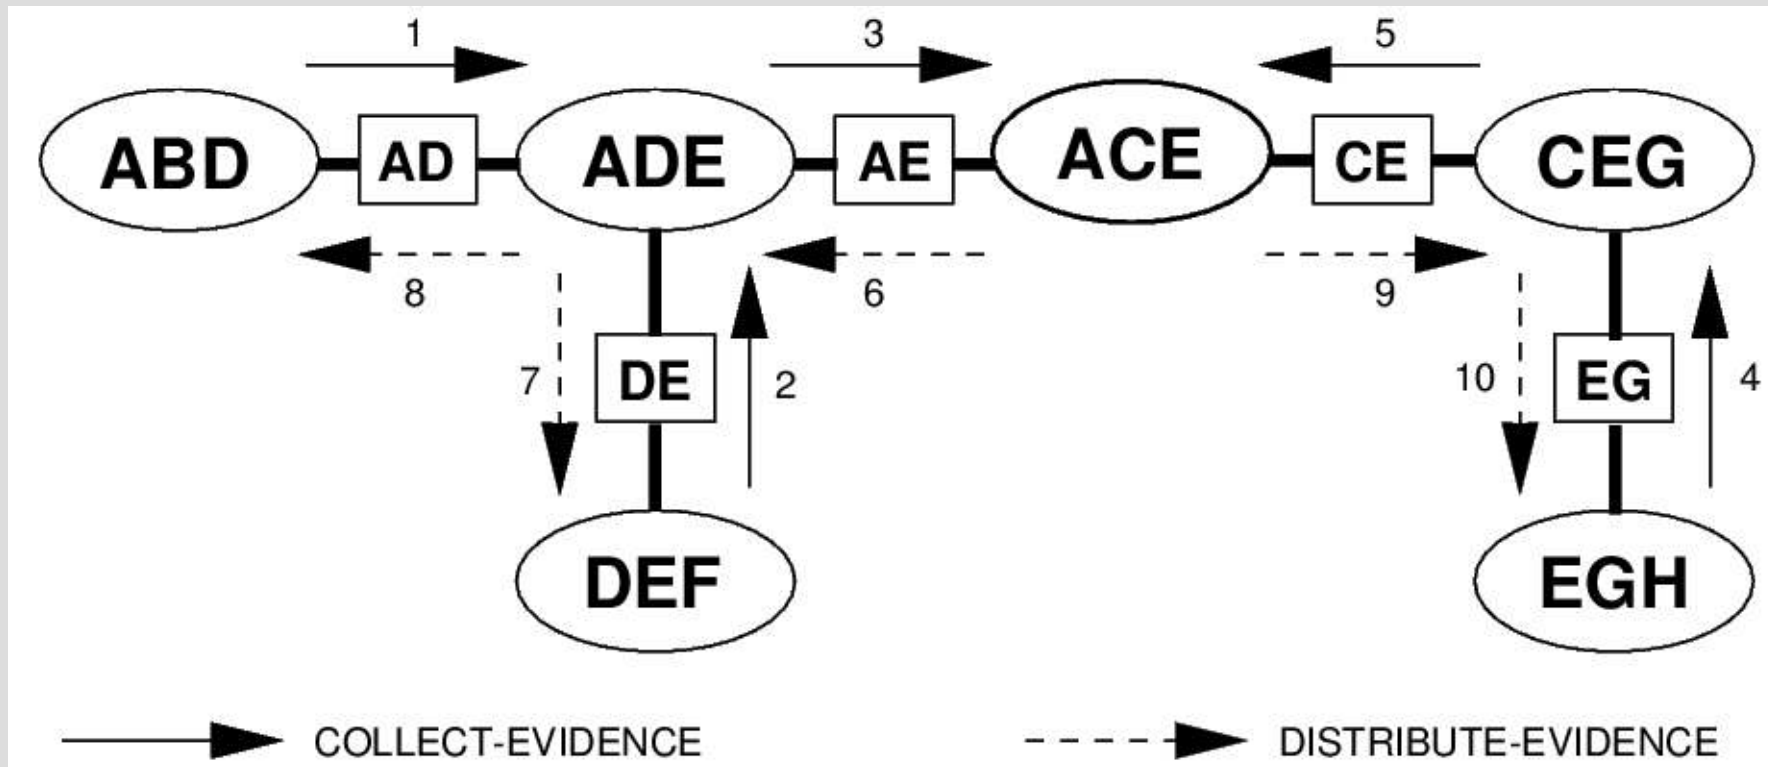 1 3 5
ABD AD ADE AE ACE CE CEG
8 6 9
7 DE 2 10 EG 4
DEF EGH
COLLECT-EVIDENCE DISTRIBUTE-EVIDENCE